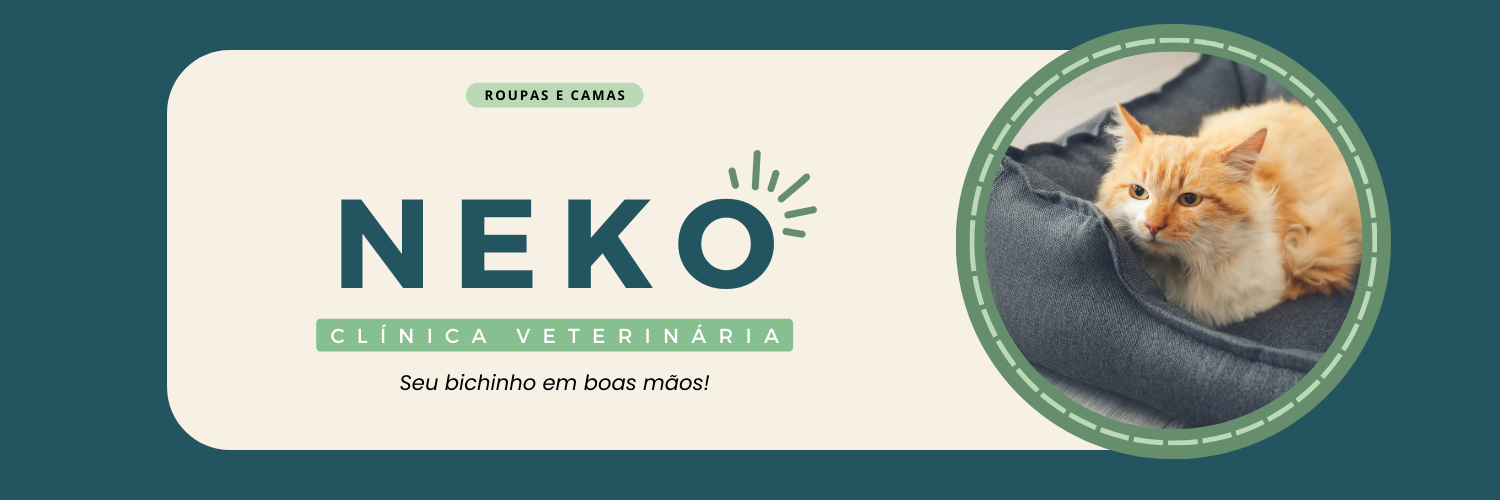 ROUPAS E CAMAS
NEKO
CLÍNICA VETERINÁRIA
Seu bichinho em boas mãos!